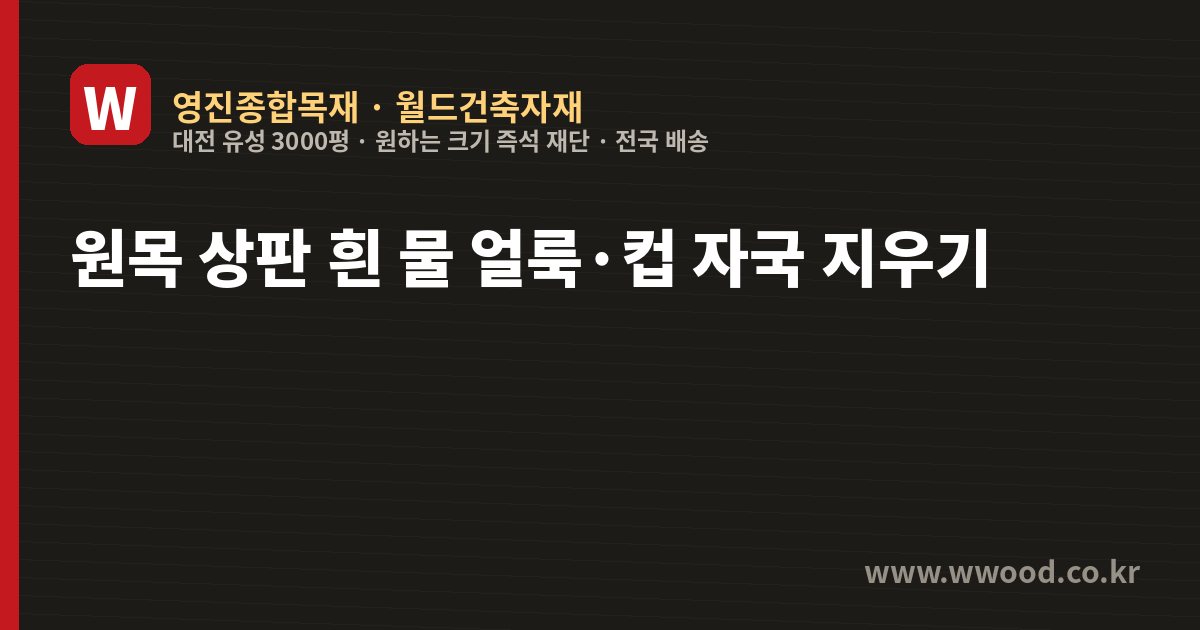 W
영진종합목재 · 월드건축자재
대전 유성 3000평 · 원하는 크기 즉석 재단 · 전국 배송
원목 상판 흰 물 얼룩·컵 자국 지우기
www.wwood.co.kr